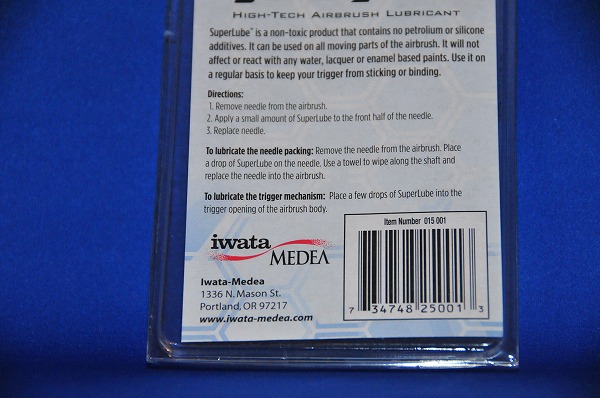 HIGH-TECH AIRBRUSH LUBRICANT
SuperLube™ is a non-toxic product that contains no petrolium or silicone
additives. It can be used on all moving parts of the airbrush. It will not
affect or react with any water, lacquer or enamel based paints. Use it on
a regular basis to keep your trigger from sticking or binding.
Directions:
1. Remove needle from the airbrush.
2. Apply a small amount of SuperLube to the front half of the needle.
3. Replace needle.
To lubricate the needle packing: Remove the needle from the airbrush. Place
a drop of SuperLube on the needle. Use a towel to wipe along the shaft and
replace the needle into the airbrush.
To lubricate the trigger mechanism: Place a few drops of SuperLube into the
trigger opening of the airbrush body.
iwata
MEDEA
Iwata-Medea
1336 N. Mason St.
Portland, OR 97217
www.iwata-medea.com
Item Number 015 001
7 34748 25001 3